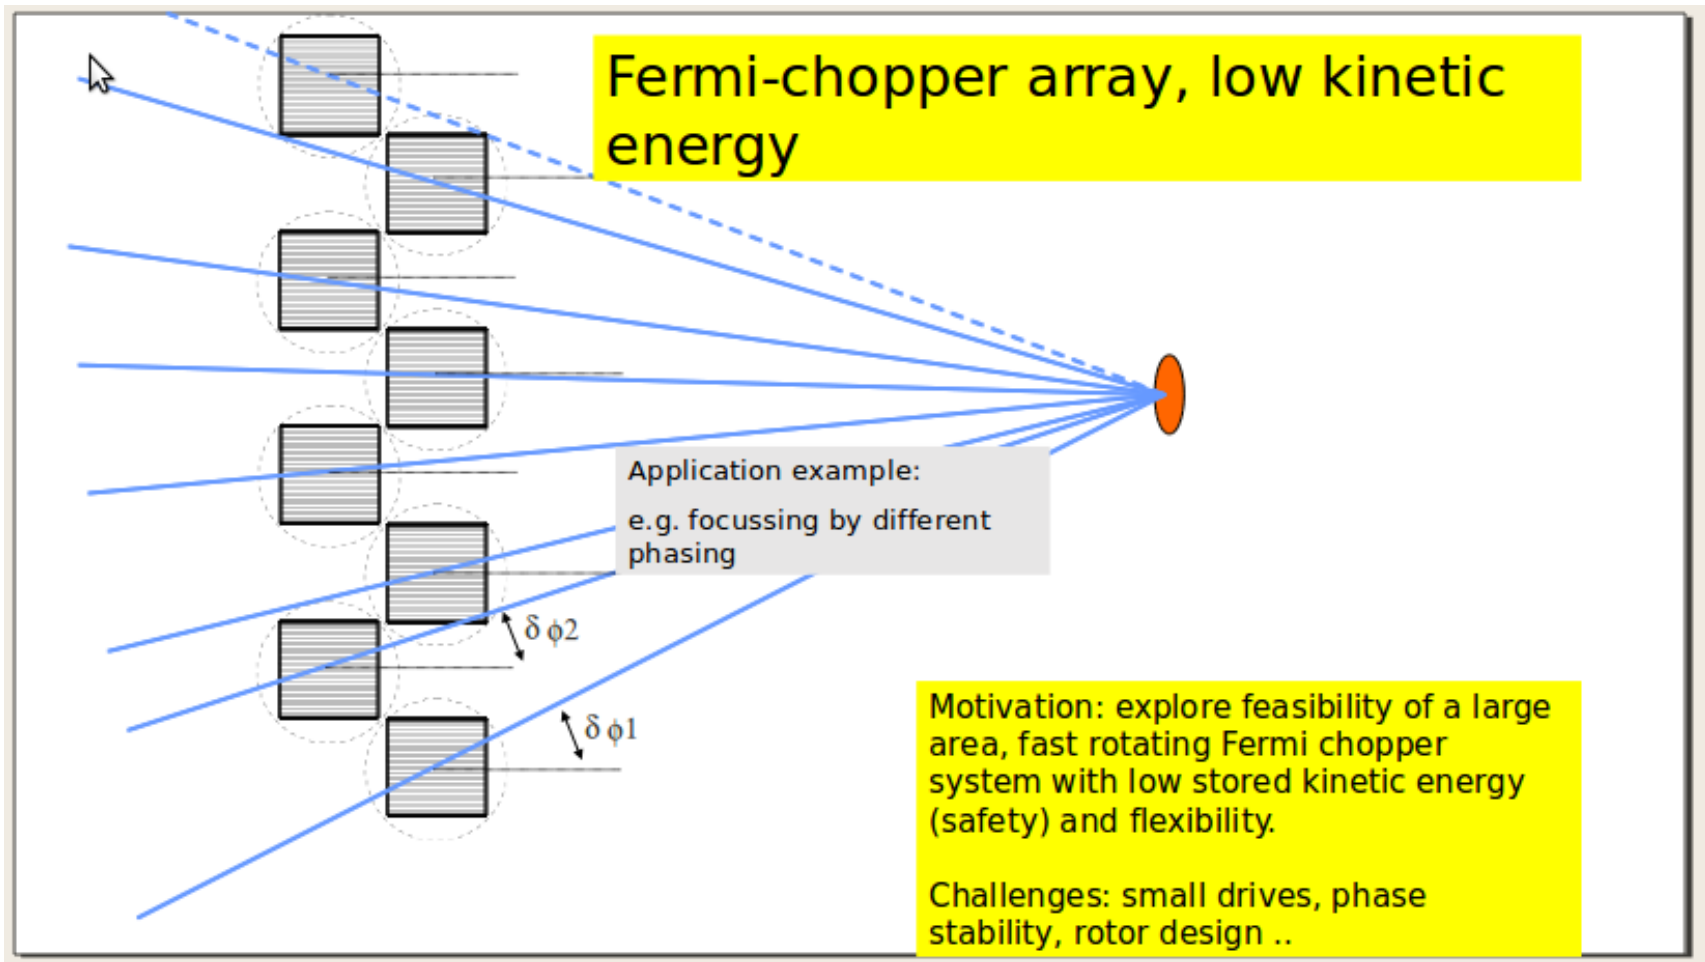 Fermi-chopper array, low kinetic
energy
Application example:
e.g. focussing by different
phasing
δ ϕ2
δ ϕ1
Motivation: explore feasibility of a large
area, fast rotating Fermi chopper
system with low stored kinetic energy
(safety) and flexibility.
Challenges: small drives, phase
stability, rotor design ..